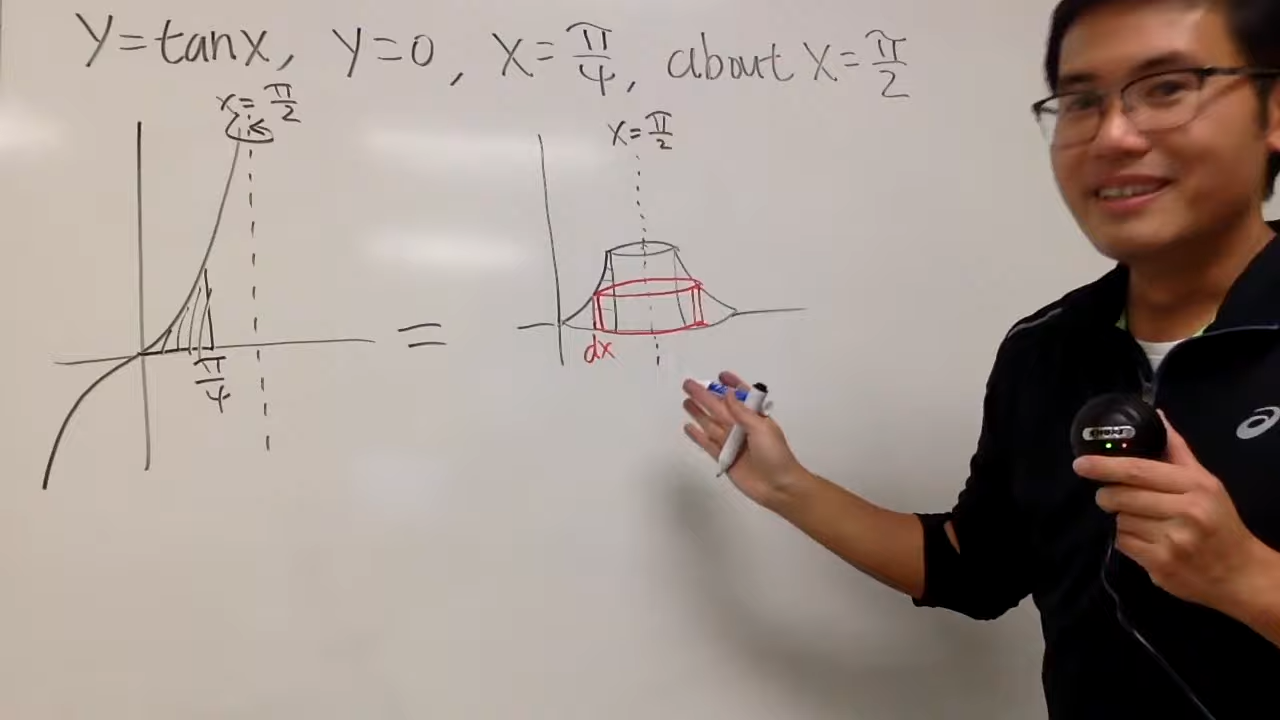 y=tanx, y=0, x=π/4, about x=π/2
x=π/2
x=π/2
=
π/4
dx